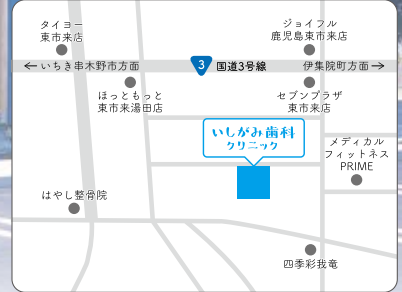 タイヨー
東市来店
ジョイフル
鹿児島東市来店
←いちき串木野市方面
3
国道3号線
伊集院町方面→
ほっともっと
東市来湯田店
セブンプラザ
東市来店
いしがみ歯科
クリニック
メディカル
フィットネス
PRIME
はやし整骨院
四季彩我竜